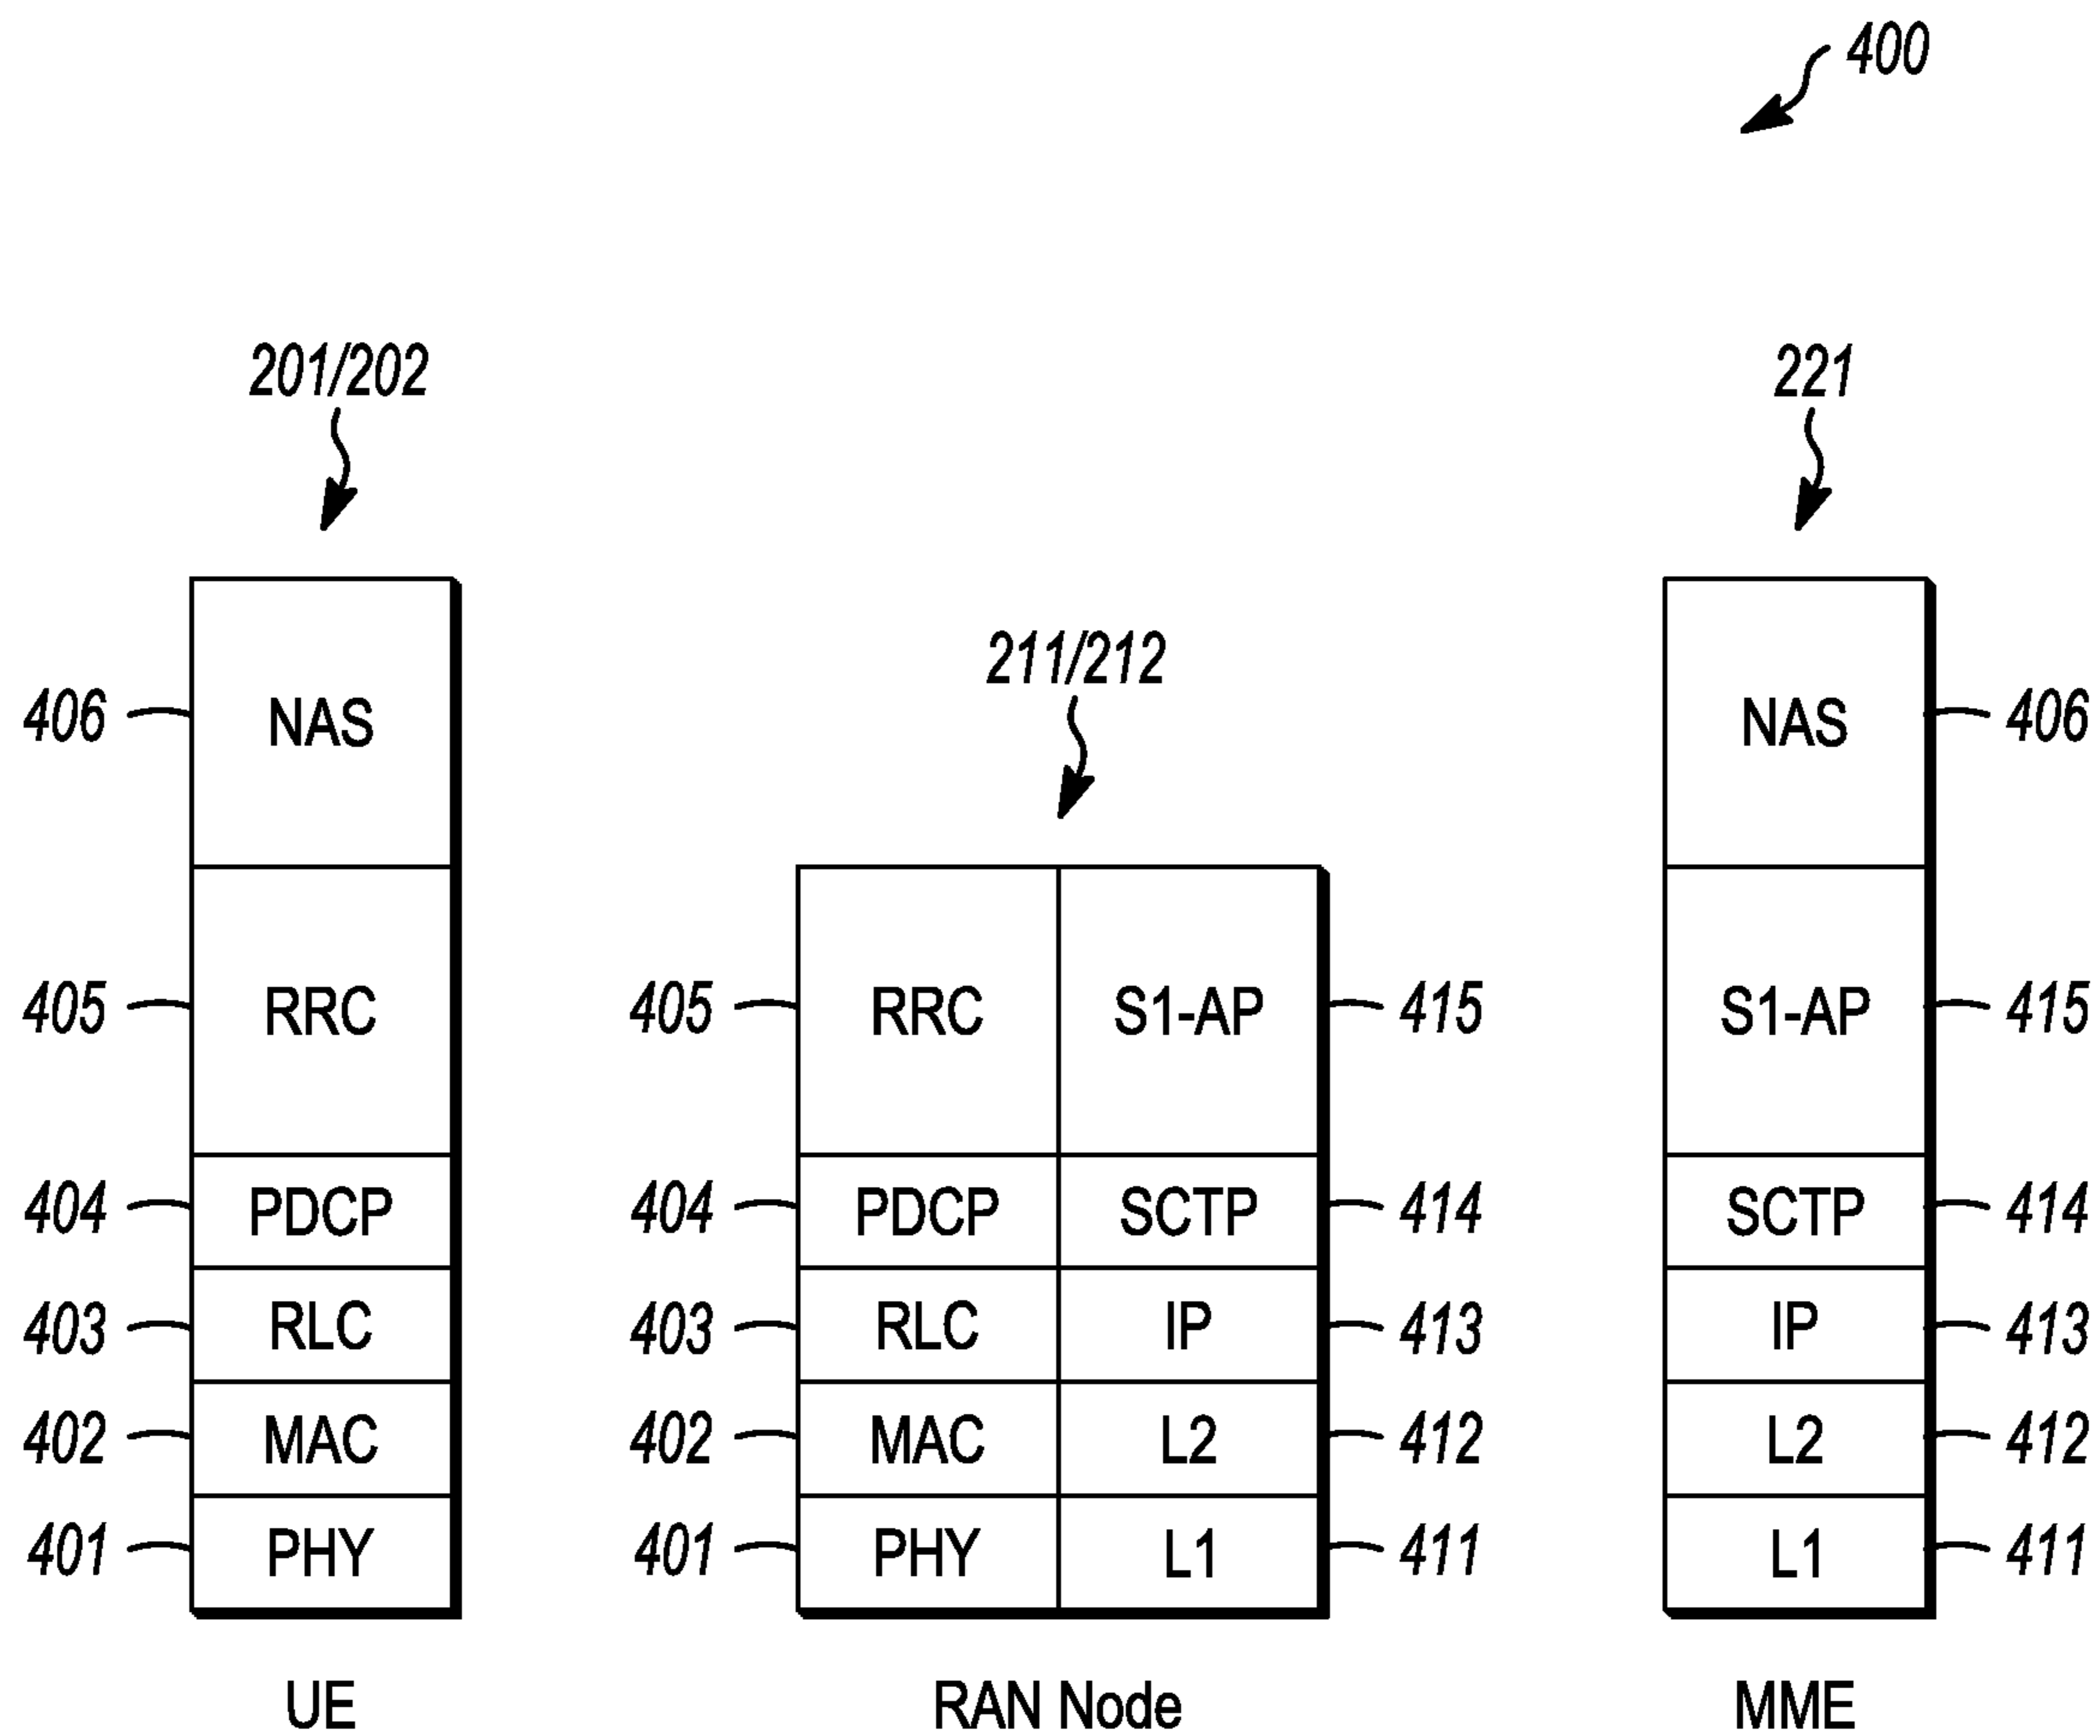 400
201/202
221
211/212
406 NAS NAS 406
405 RRC 405 RRC S1-AP 415 S1-AP 415
404 PDCP 404 PDCP SCTP 414 SCTP 414
403 RLC 403 RLC IP 413 IP 413
402 MAC 402 MAC L2 412 L2 412
401 PHY 401 PHY L1 411 L1 411
UE RAN Node MME